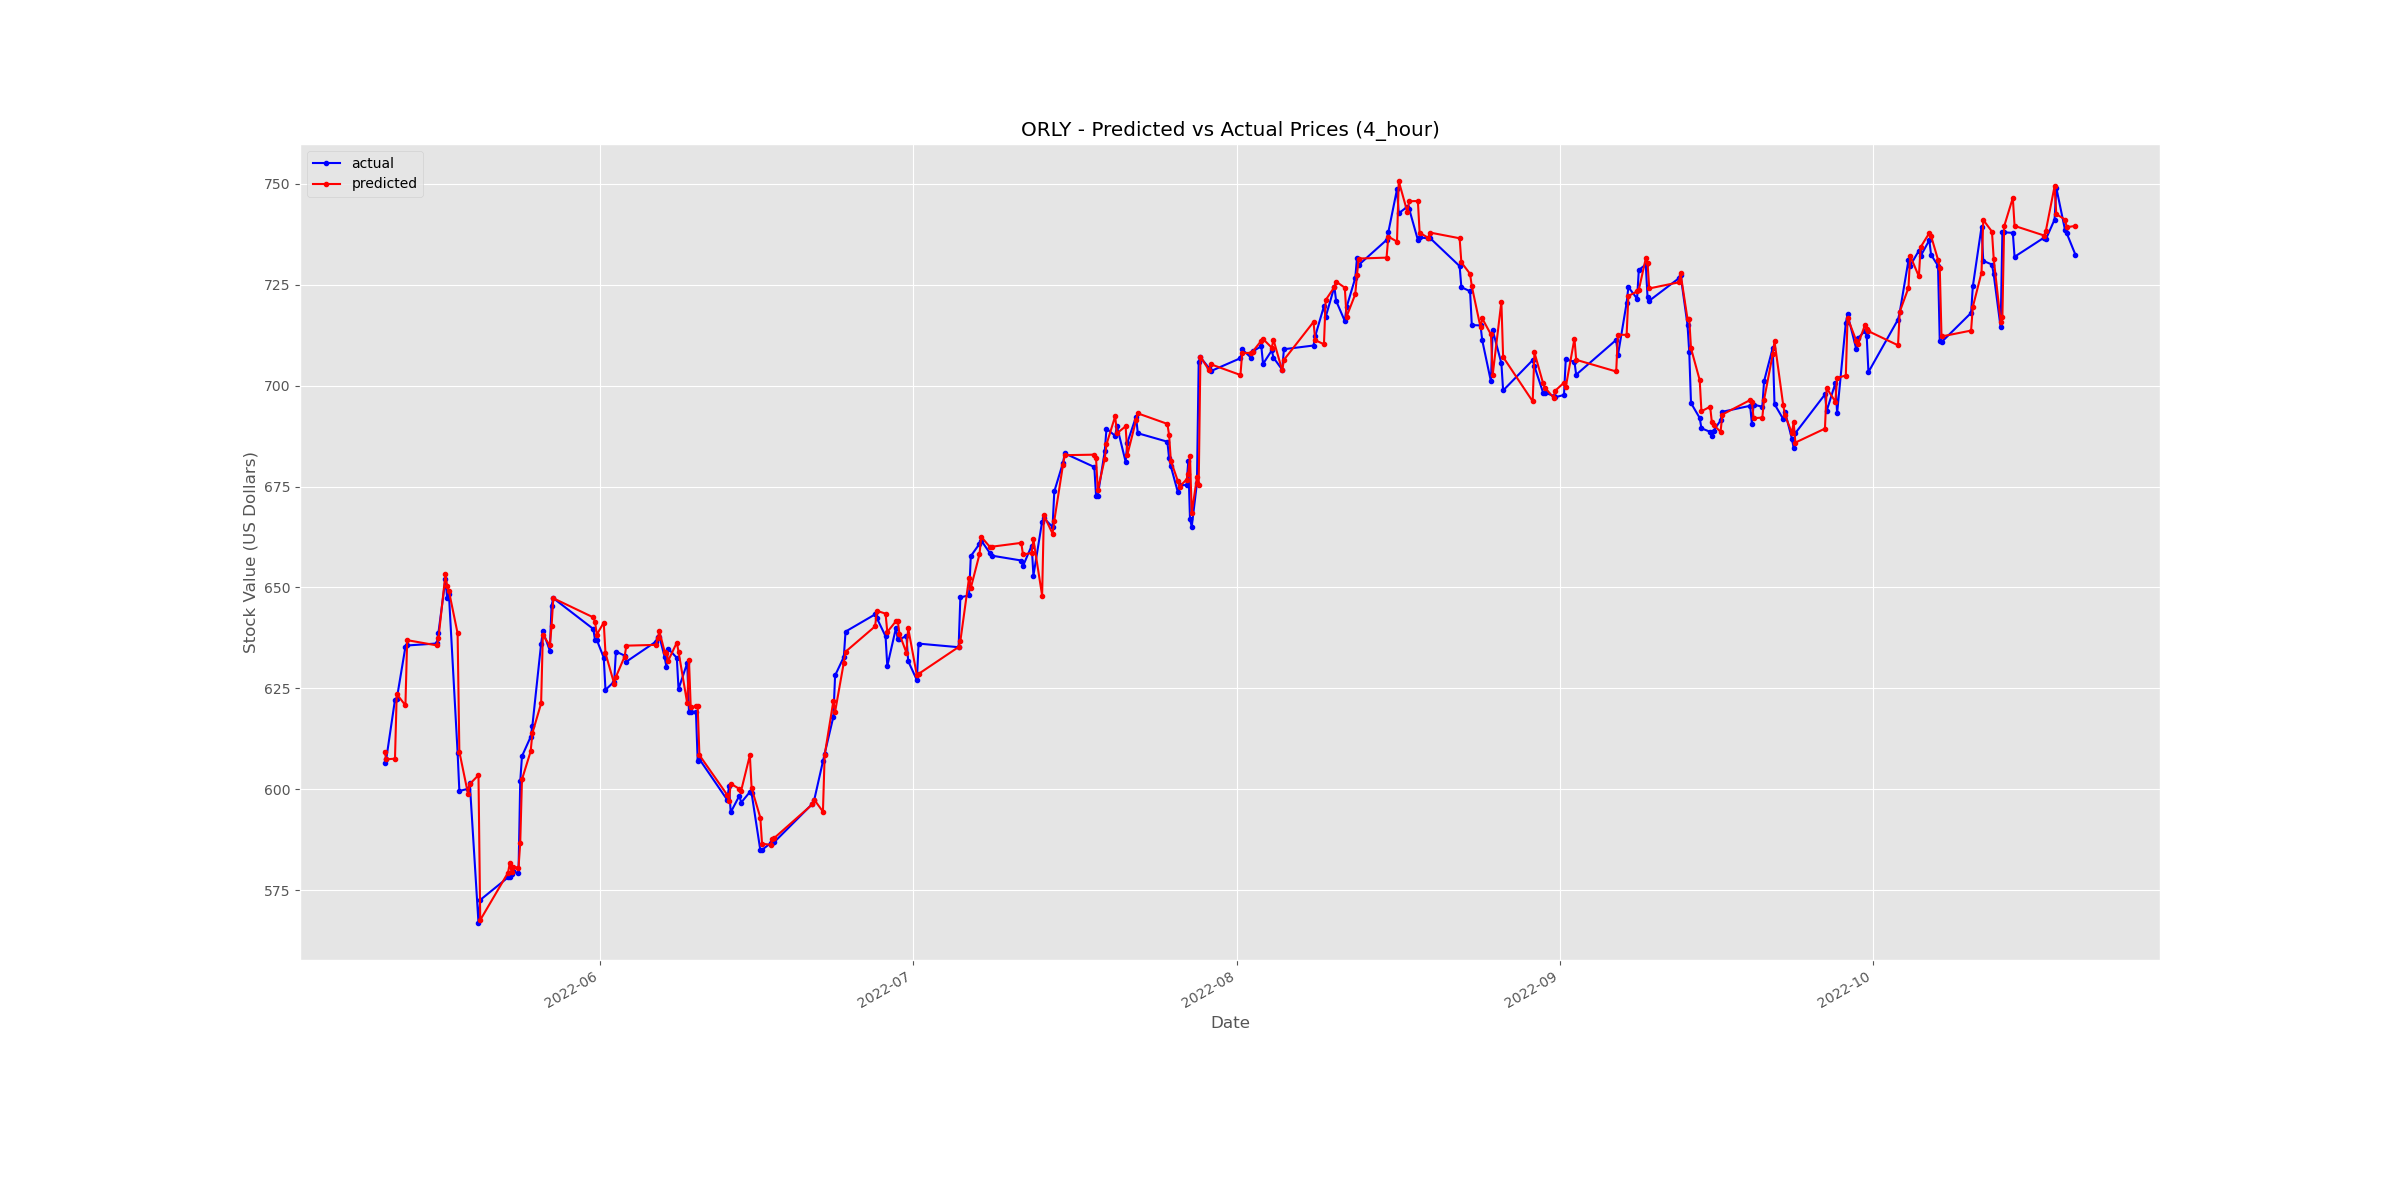 ORLY - Predicted vs Actual Prices (4_hour)
actual
predicted
750
725
700
675
650
625
600
575
Stock Value (US Dollars)
2022-06
2022-07
2022-08
2022-09
2022-10
Date